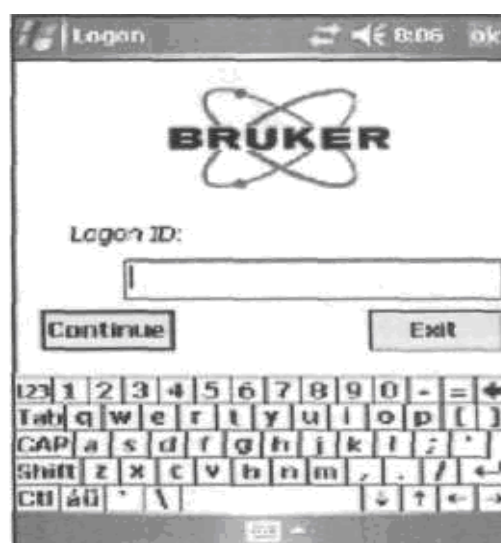 Logon 8:06 ok
BRUKER
Logon ID:
Continue Exit
123 1 2 3 4 5 6 7 8 9 0 - = 
Tab q w e r t y u i o p [ ]
CAP a s d f g h j k l ; '
Shift z x c v b n m , . /
Ctl áü ` \